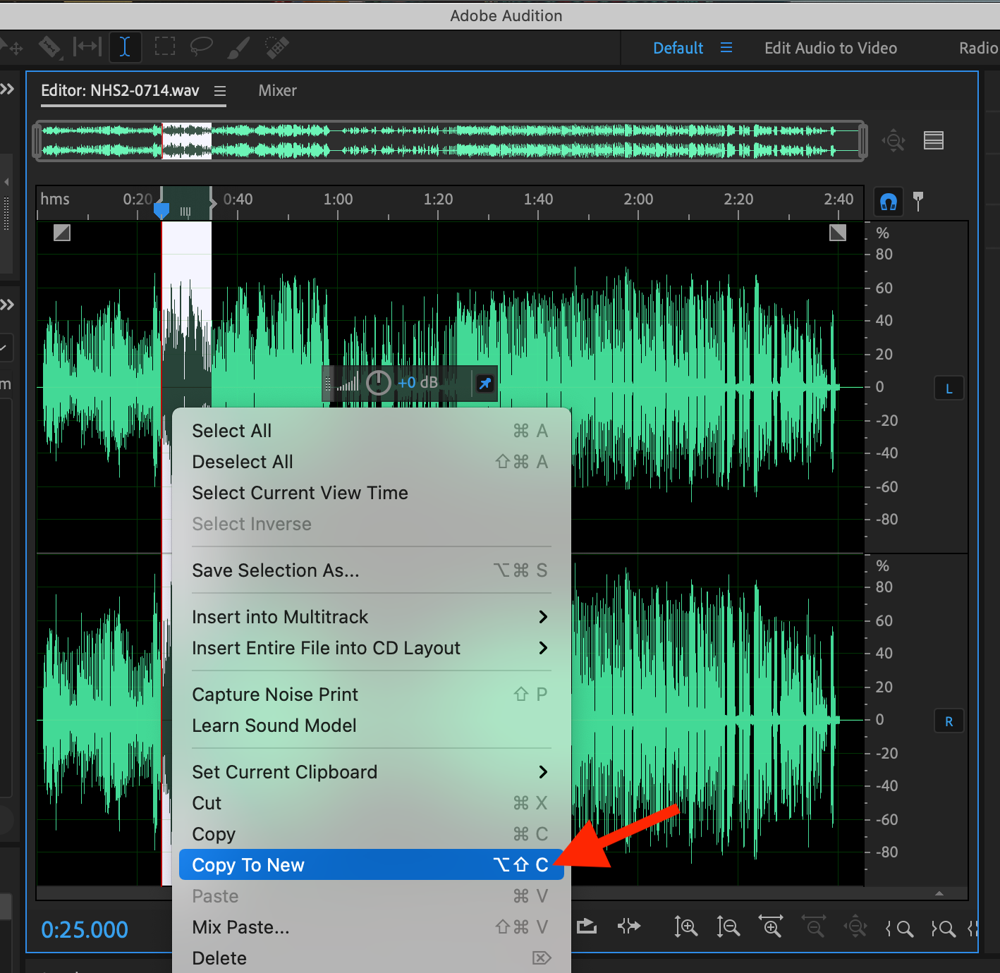 Adobe Audition
Default
Edit Audio to Video
Radio
Editor: NHS2-0714.wav
Mixer
hms 0:20 0:40 1:00 1:20 1:40 2:00 2:20 2:40
%
80
60
40
20
0
-20
-40
-60
-80
L
%
80
60
40
20
0
-20
-40
-60
-80
R
m
+0 dB
Select All ⌘ A
Deselect All ⇧⌘ A
Select Current View Time
Select Inverse
Save Selection As... ⌥⌘ S
Insert into Multitrack
Insert Entire File into CD Layout
Capture Noise Print ⇧ P
Learn Sound Model
Set Current Clipboard
Cut ⌘ X
Copy ⌘ C
Copy To New ⌥⇧ C
Paste ⌘ V
Mix Paste... ⇧⌘ V
Delete ⌦
0:25.000